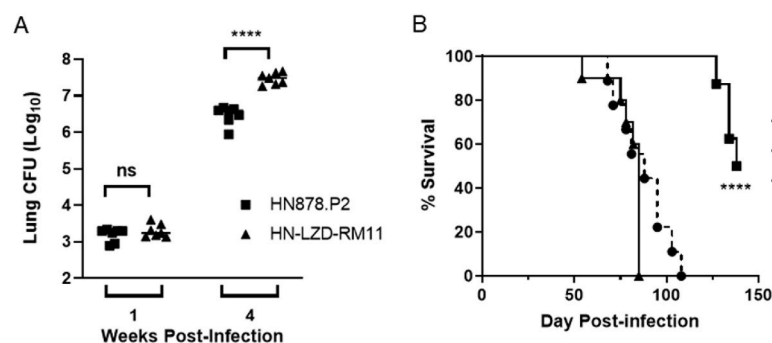 A
Lung CFU (Log10)
8
7
6
5
4
3
2
ns
****
HN878.P2
HN-LZD-RM11
1
4
Weeks Post-Infection
B
% Survival
100
80
60
40
20
0
****
0
50
100
150
Day Post-infection